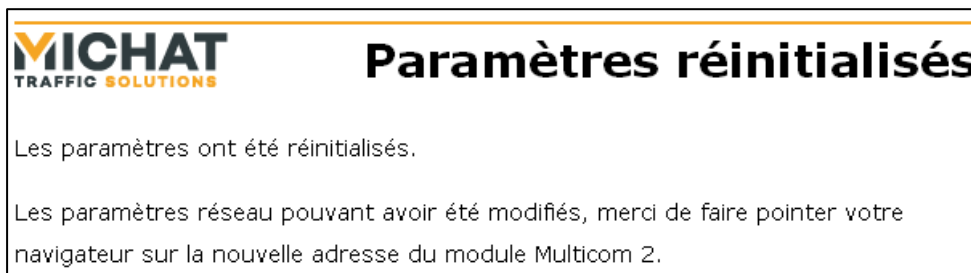 MICHAT
TRAFFIC SOLUTIONS
Paramètres réinitialisés
Les paramètres ont été réinitialisés.
Les paramètres réseau pouvant avoir été modifiés, merci de faire pointer votre
navigateur sur la nouvelle adresse du module Multicom 2.